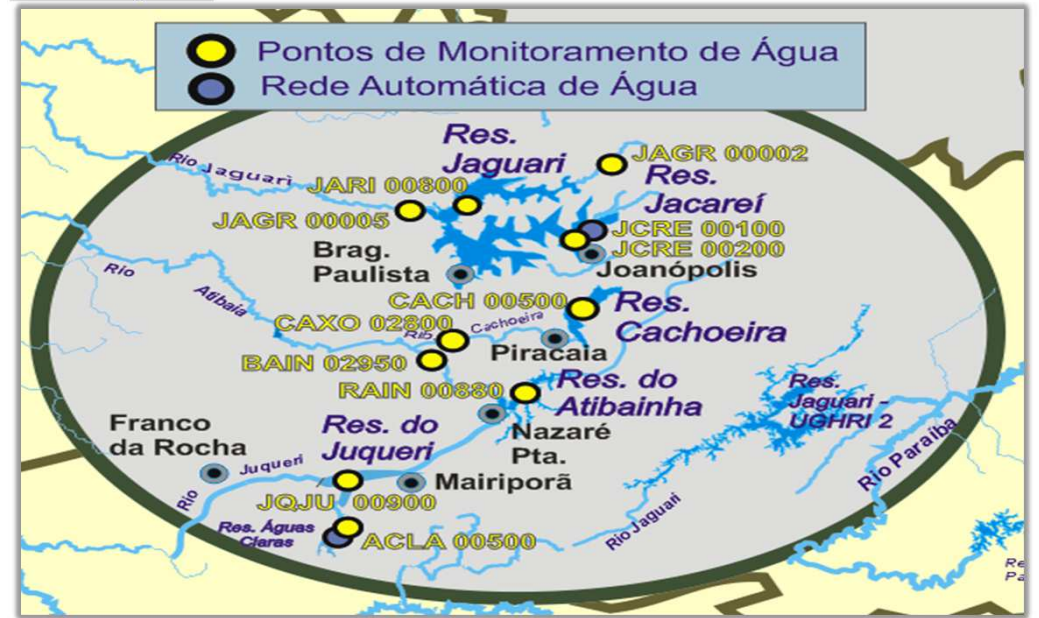 Pontos de Monitoramento de Água
Rede Automática de Água
Res.
Jaguari
JAGR 00002
Rio Jaguari
Res.
Jacareí
JARI 00800
JAGR 00005
JCRE 00100
JCRE 00200
Joanópolis
Brag.
Paulista
Rio
Atibaia
CACH 00500
Res.
Cachoeira
CAXO 02800
Rib.
Cachoeira
Piracaia
BAIN 02950
RAIN 00880
Res. do
Atibainha
Res.
Jaguari -
UGHRI 2
Rio Paraíba
Franco
da Rocha
Res. do
Juqueri
Nazaré
Pta.
Rio
Juqueri
Mairiporã
JQJU 00900
Res. Águas
Claras
ACLA 00500
Rio Jaguari
Re
Pa